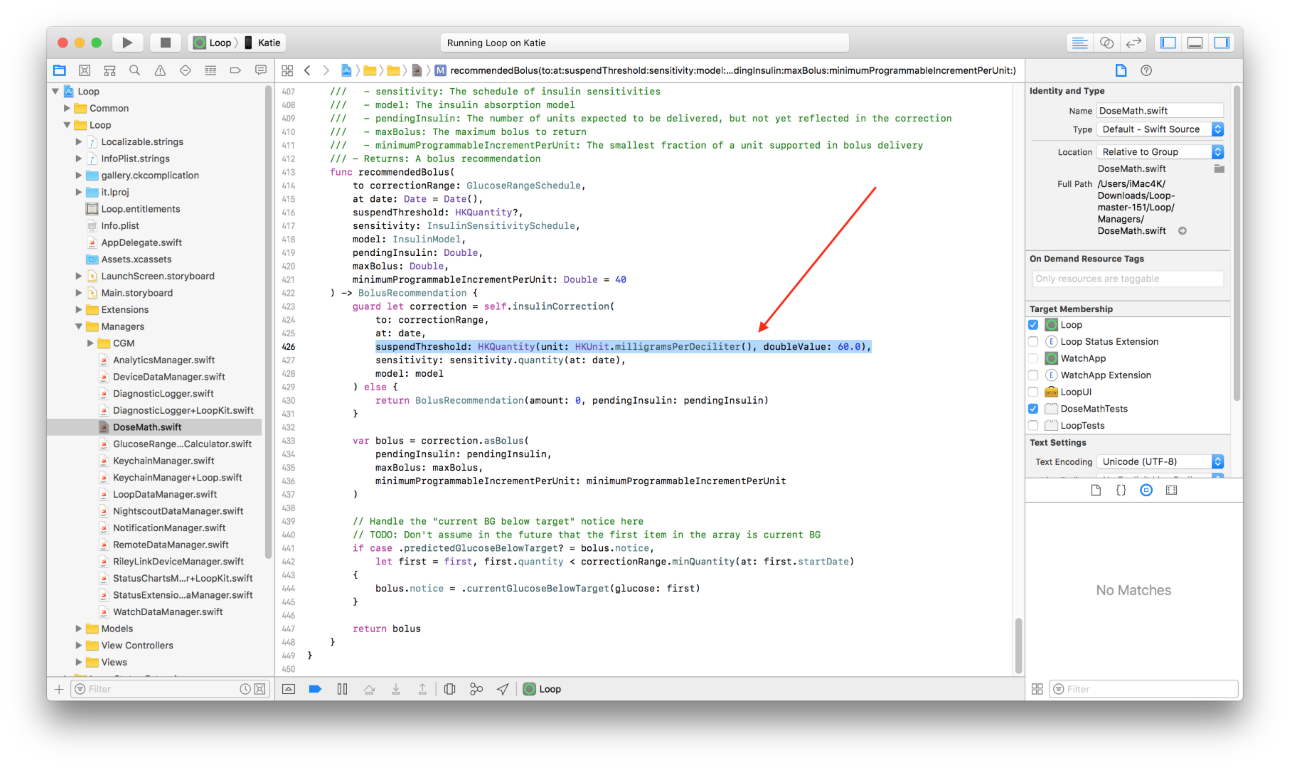 Loop
Katie
Running Loop on Katie
recommendedBolus(to:at:suspendThreshold:sensitivity:model:...dingInsulin:maxBolus:minimumProgrammableIncrementPerUnit:)
M
Loop
Common
Loop
Localizable.strings
InfoPlist.strings
gallery.ckcomplication
it.lproj
Loop.entitlements
Info.plist
AppDelegate.swift
Assets.xcassets
LaunchScreen.storyboard
Main.storyboard
Extensions
Managers
CGM
AnalyticsManager.swift
DeviceDataManager.swift
DiagnosticLogger.swift
DiagnosticLogger+LoopKit.swift
DoseMath.swift
GlucoseRange...Calculator.swift
KeychainManager.swift
KeychainManager+Loop.swift
LoopDataManager.swift
NightscoutDataManager.swift
NotificationManager.swift
RemoteDataManager.swift
RileyLinkDeviceManager.swift
StatusChartsM...r+LoopKit.swift
StatusExtensio...aManager.swift
WatchDataManager.swift
Models
View Controllers
Views
Filter
407 /// - sensitivity: The schedule of insulin sensitivities
408 /// - model: The insulin absorption model
409 /// - pendingInsulin: The number of units expected to be delivered, but not yet reflected in the correction
410 /// - maxBolus: The maximum bolus to return
411 /// - minimumProgrammableIncrementPerUnit: The smallest fraction of a unit supported in bolus delivery
412 /// - Returns: A bolus recommendation
413 func recommendedBolus(
414 to correctionRange: GlucoseRangeSchedule,
415 at date: Date = Date(),
416 suspendThreshold: HKQuantity?,
417 sensitivity: InsulinSensitivitySchedule,
418 model: InsulinModel,
419 pendingInsulin: Double,
420 maxBolus: Double,
421 minimumProgrammableIncrementPerUnit: Double = 40
422 ) -> BolusRecommendation {
423 guard let correction = self.insulinCorrection(
424 to: correctionRange,
425 at: date,
426 suspendThreshold: HKQuantity(unit: HKUnit.milligramsPerDeciliter(), doubleValue: 60.0),
427 sensitivity: sensitivity.quantity(at: date),
428 model: model
429 ) else {
430 return BolusRecommendation(amount: 0, pendingInsulin: pendingInsulin)
431 }
432
433 var bolus = correction.asBolus(
434 pendingInsulin: pendingInsulin,
435 maxBolus: maxBolus,
436 minimumProgrammableIncrementPerUnit: minimumProgrammableIncrementPerUnit
437 )
438
439 // Handle the "current BG below target" notice here
440 // TODO: Don't assume in the future that the first item in the array is current BG
441 if case .predictedGlucoseBelowTarget? = bolus.notice,
442 let first = first, first.quantity < correctionRange.minQuantity(at: first.startDate)
443 {
444 bolus.notice = .currentGlucoseBelowTarget(glucose: first)
445 }
446
447 return bolus
448 }
449 }
450
Loop
Identity and Type
Name DoseMath.swift
Type Default - Swift Source
Location Relative to Group
DoseMath.swift
Full Path /Users/iMac4K/
Downloads/Loop-
master-151/Loop/
Managers/
DoseMath.swift
On Demand Resource Tags
Only resources are taggable
Target Membership
Loop
E Loop Status Extension
WatchApp
E WatchApp Extension
LoopUI
DoseMathTests
LoopTests
Text Settings
Text Encoding Unicode (UTF-8)
No Matches
Filter